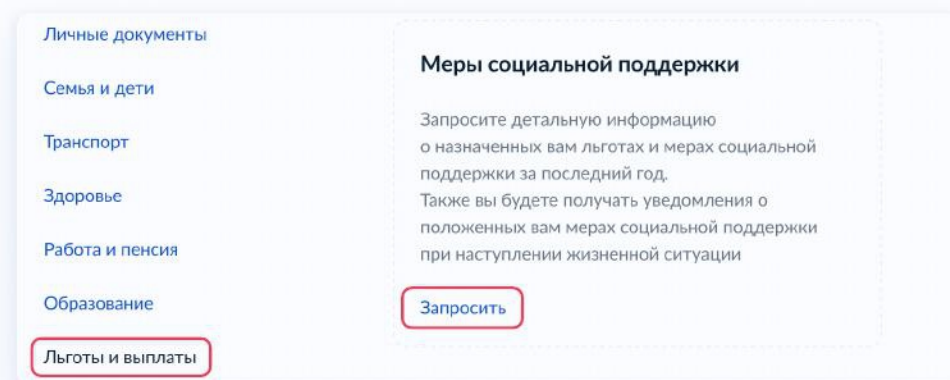 Личные документы
Семья и дети
Транспорт
Здоровье
Работа и пенсия
Образование
Льготы и выплаты
Меры социальной поддержки
Запросите детальную информацию
о назначенных вам льготах и мерах социальной
поддержки за последний год.
Также вы будете получать уведомления о
положенных вам мерах социальной поддержки
при наступлении жизненной ситуации
Запросить